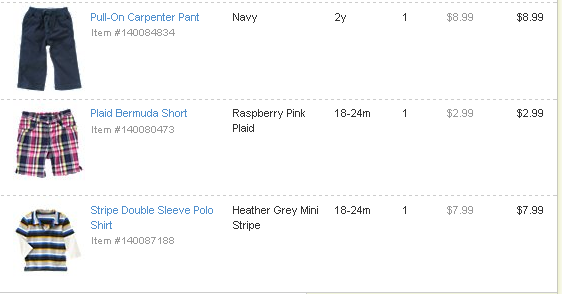 Pull-On Carpenter Pant Navy 2y 1 $8.99 $8.99
Item #140084834
Plaid Bermuda Short Raspberry Pink 18-24m 1 $2.99 $2.99
Item #140080473 Plaid
Stripe Double Sleeve Polo Heather Grey Mini 18-24m 1 $7.99 $7.99
Shirt Stripe
Item #140087188